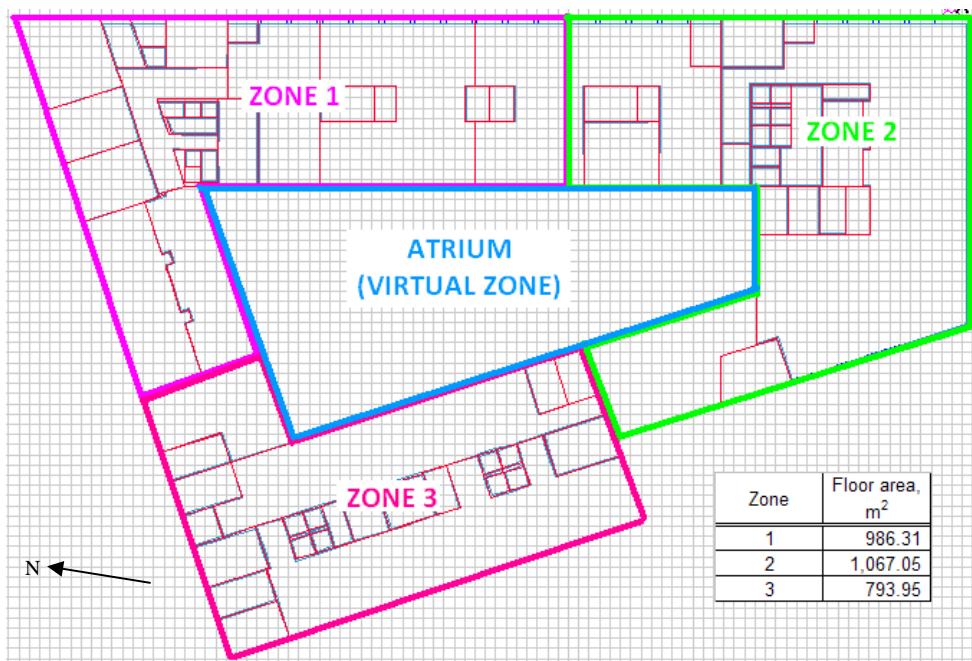 ZONE 1
ZONE 2
ATRIUM
(VIRTUAL ZONE)
ZONE 3
N
Zone Floor area, m²
1 986.31
2 1,067.05
3 793.95